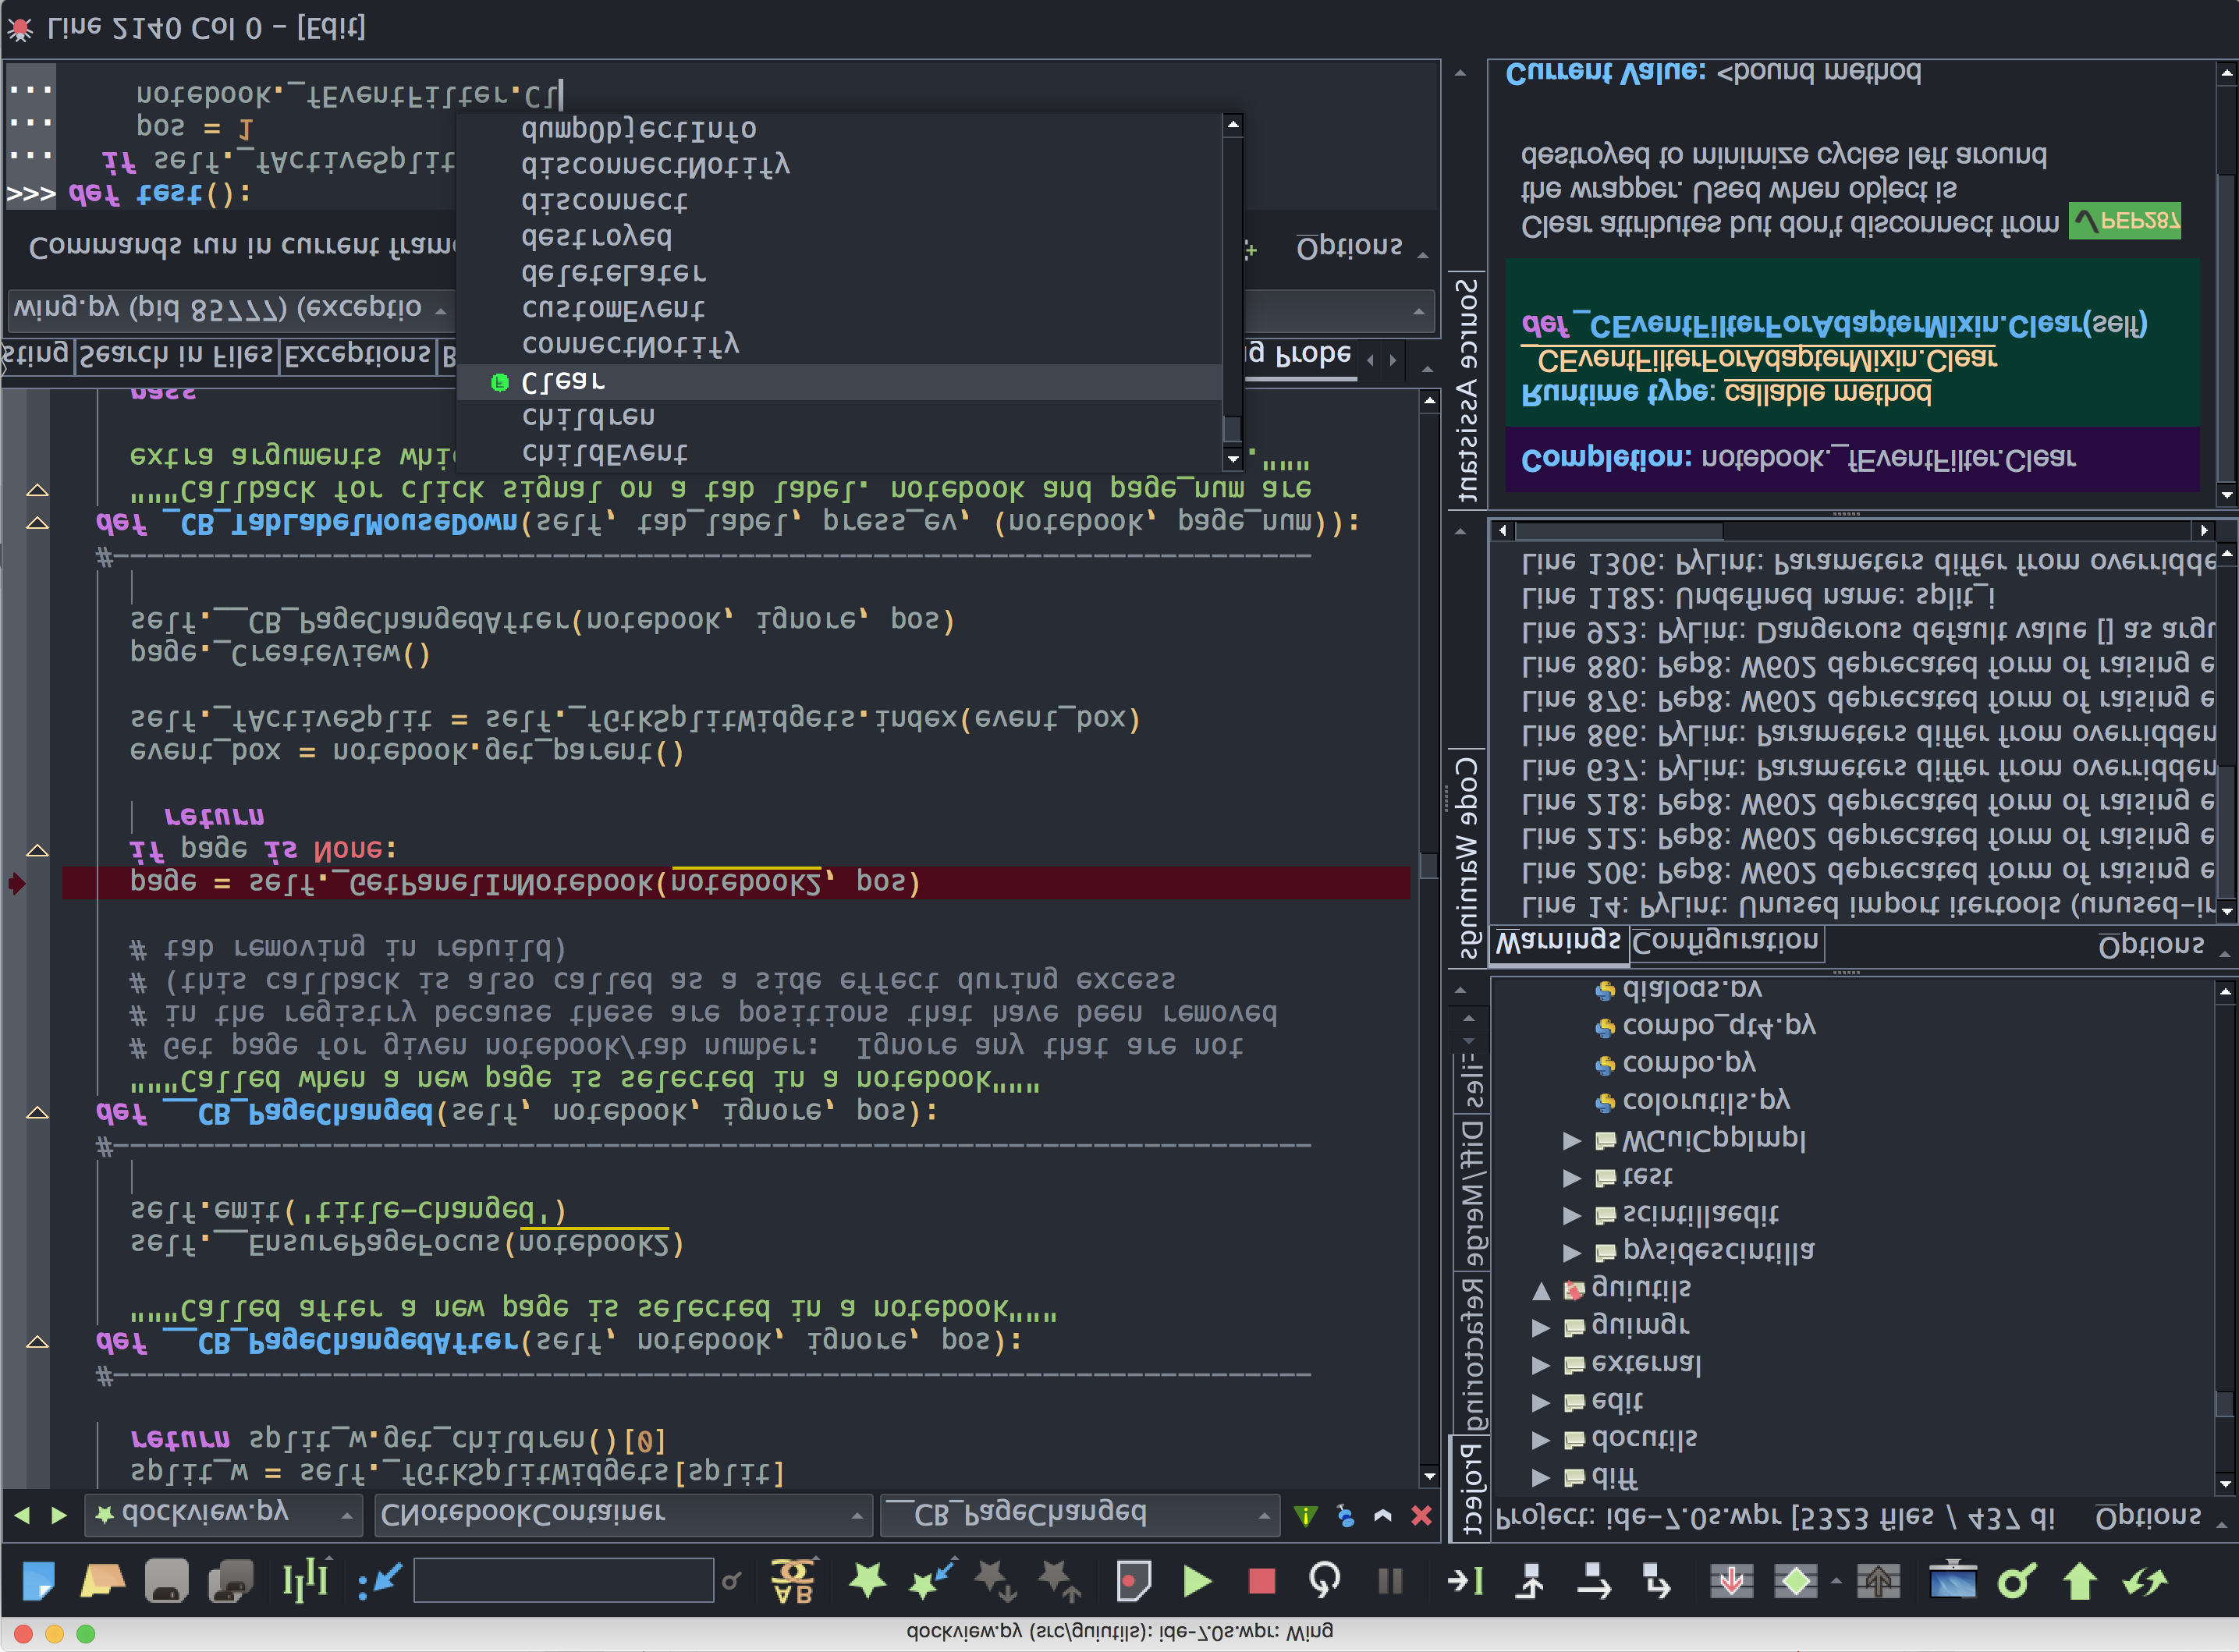 dockview.py (src/guiutils): ide-7.0s.wpr: Wing
dockview.py
CNotebookContainer
__CB_PageChanged
split_w = self._fGtkSplitWidgets[split]
return split_w.get_children()[0]
#-----------------------------------------------------------------------
def __CB_PageChangedAfter(self, notebook, ignore, pos):
"""Called after a new page is selected in a notebook"""
self.__EnsurePageFocus(notebook2)
self.emit('title-changed')
#-----------------------------------------------------------------------
def __CB_PageChanged(self, notebook, ignore, pos):
"""Called when a new page is selected in a notebook"""
# Get page for given notebook/tab number:  Ignore any that are not
# in the registry because these are positions that have been removed
# (this callback is also called as a side effect during excess
# tab removing in rebuild)
page = self._GetPanelInNotebook(notebook2, pos)
if page is None:
return
event_box = notebook.get_parent()
self._fActiveSplit = self._fGtkSplitWidgets.index(event_box)
page._CreateView()
self.__CB_PageChangedAfter(notebook, ignore, pos)
#-----------------------------------------------------------------------
def _CB_TabLabelMouseDown(self, tab_label, press_ev, (notebook, page_num)):
"""Callback for click signal on a tab label. notebook and page_num are
extra arguments whi
."""
pass
childEvent
children
Clear
connectNotify
customEvent
deleteLater
destroyed
disconnect
disconnectNotify
dumpObjectInfo
sting
Search in Files
Exceptions
B
g Probe
wing.py (pid 85777) (exceptio
Commands run in current fram
Options
>>> def test():
... if self._fActiveSplit
... pos = 1
... notebook._fEventFilter.Cl
Line 2140 Col 0 - [Edit]
Project
Refactoring
Diff/Merge
Project: ide-7.0s.wpr [5323 files / 437 di
Options
diff
docutils
edit
external
guimgr
guiutils
pysidescintilla
scintillaedit
test
WGuiCppImpl
colorutils.py
combo.py
combo_qt4.py
dialogs.py
Code Warnings
Warnings
Configuration
Options
Line 14: PyLint: Unused import itertools (unused-ir
Line 206: Pep8: W602 deprecated form of raising e
Line 212: Pep8: W602 deprecated form of raising e
Line 218: Pep8: W602 deprecated form of raising e
Line 637: PyLint: Parameters differ from overridden
Line 866: PyLint: Parameters differ from overridden
Line 876: Pep8: W602 deprecated form of raising e
Line 880: Pep8: W602 deprecated form of raising e
Line 923: PyLint: Dangerous default value [] as argu
Line 1182: Undefined name: split_i
Line 1306: PyLint: Parameters differ from overridde
Source Assistant
Completion: notebook._fEventFilter.Clear
Runtime type: callable method
_CEventFilterForAdapterMixin.Clear
def _CEventFilterForAdapterMixin.Clear(self)
✓PEP287
Clear attributes but don't disconnect from
the wrapper. Used when object is
destroyed to minimize cycles left around
Current Value: <bound method